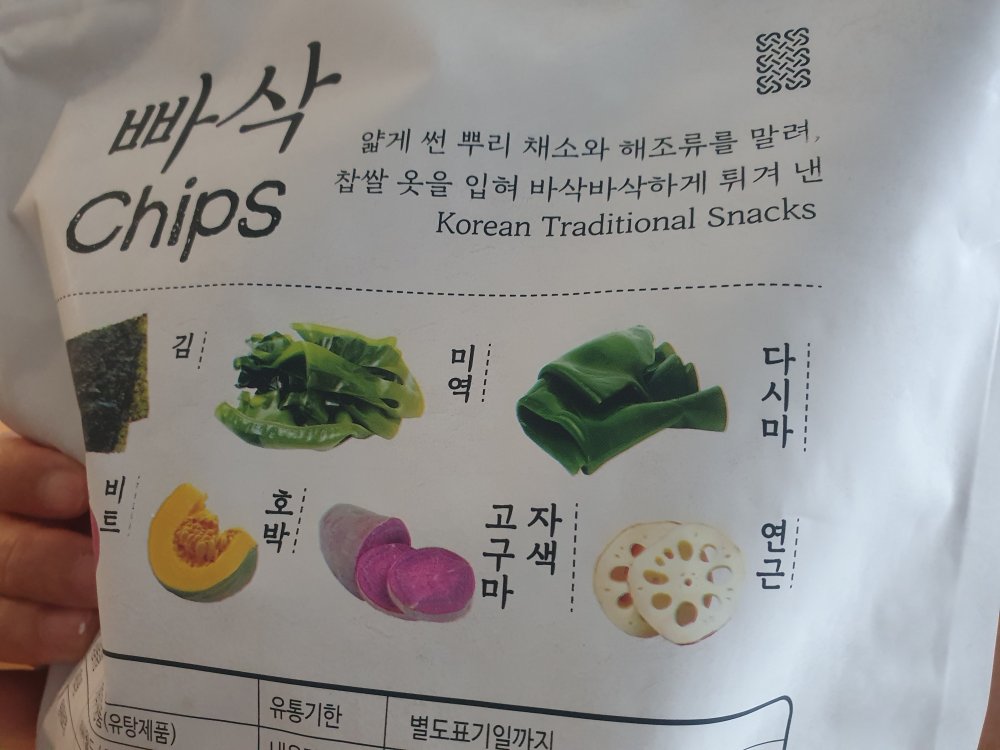 빠삭
Chips
얇게 썬 뿌리 채소와 해조류를 말려,
찹쌀 옷을 입혀 바삭바삭하게 튀겨 낸
Korean Traditional Snacks
김
미역
다시마
비트
호박
자색
고구마
연근
(유탕제품)
유통기한
별도표기일까지